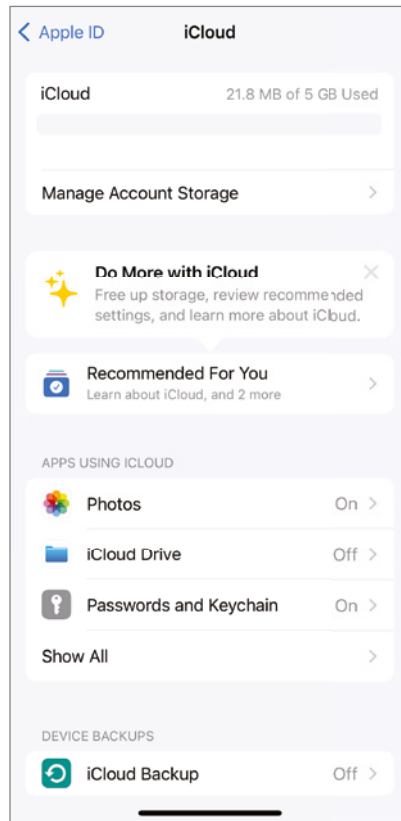 Apple ID
iCloud
iCloud 21.8 MB of 5 GB Used
Manage Account Storage
Do More with iCloud
Free up storage, review recommended
settings, and learn more about iCloud.
Recommended For You
Learn about iCloud, and 2 more
APPS USING ICLOUD
Photos On
iCloud Drive Off
Passwords and Keychain On
Show All
DEVICE BACKUPS
iCloud Backup Off